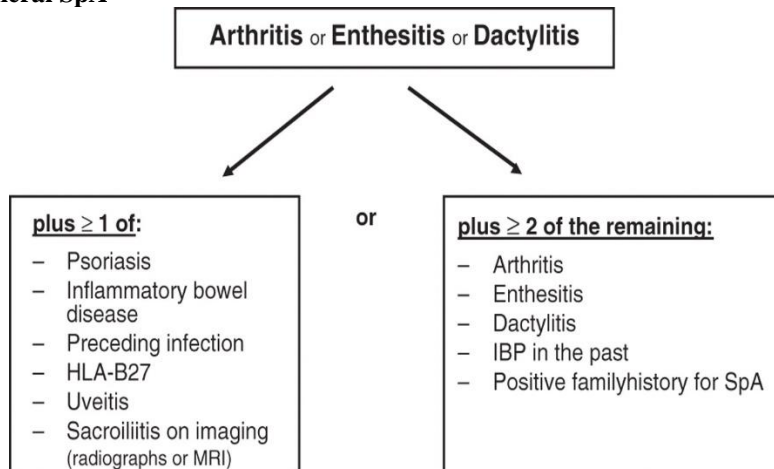 Arthritis or Enthesitis or Dactylitis
plus ≥ 1 of:
– Psoriasis
– Inflammatory bowel
disease
– Preceding infection
– HLA-B27
– Uveitis
– Sacroiliitis on imaging
(radiographs or MRI)
or
plus ≥ 2 of the remaining:
– Arthritis
– Enthesitis
– Dactylitis
– IBP in the past
– Positive familyhistory for SpA